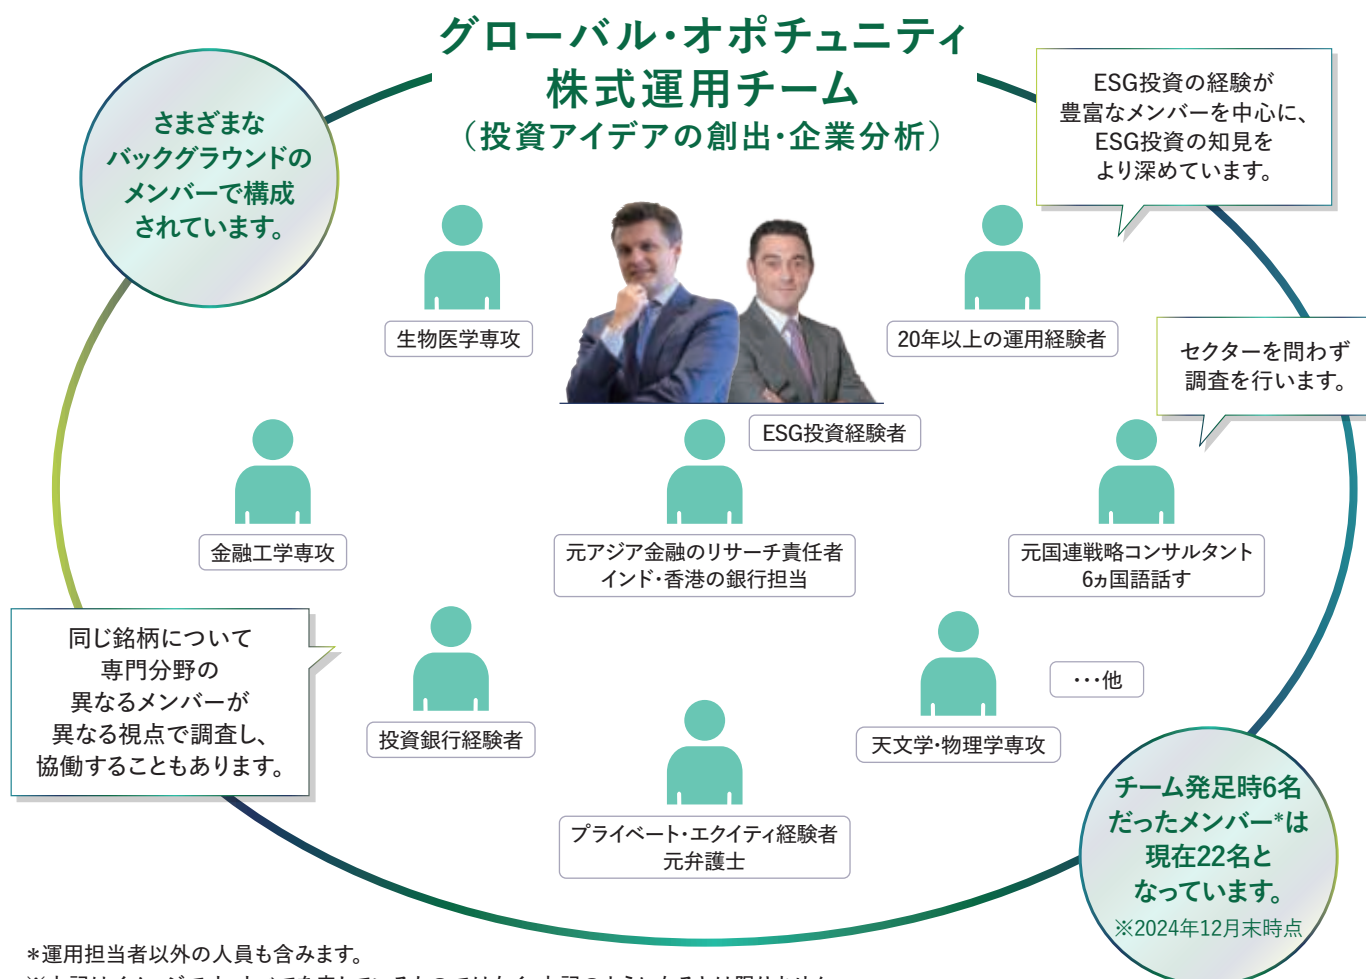 グローバル・オポチュニティ
株式運用チーム
（投資アイデアの創出・企業分析）
さまざまな
バックグラウンドの
メンバーで構成
されています。
ESG投資の経験が
豊富なメンバーを中心に、
ESG投資の知見を
より深めています。
生物医学専攻
20年以上の運用経験者
セクターを問わず
調査を行います。
ESG投資経験者
金融工学専攻
元アジア金融のリサーチ責任者
インド・香港の銀行担当
元国連戦略コンサルタント
6ヵ国語話す
同じ銘柄について
専門分野の
異なるメンバーが
異なる視点で調査し、
協働することもあります。
投資銀行経験者
天文学・物理学専攻
・・・他
プライベート・エクイティ経験者
元弁護士
チーム発足時6名
だったメンバー*は
現在22名と
なっています。
※2024年12月末時点
*運用担当者以外の人員も含みます。